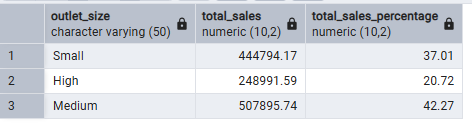 outlet_size total_sales total_sales_percentage
character varying (50) numeric (10,2) numeric (10,2)
1 Small 444794.17 37.01
2 High 248991.59 20.72
3 Medium 507895.74 42.27